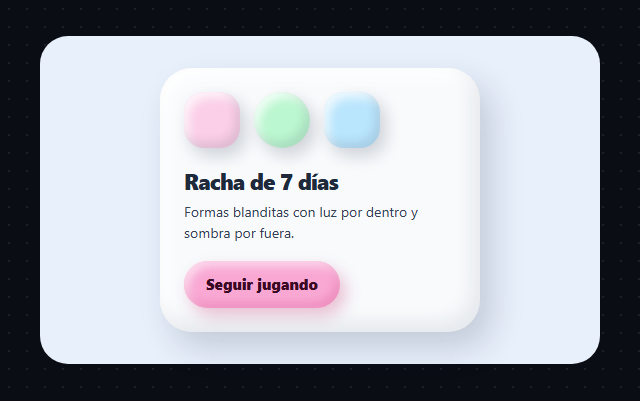 Racha de 7 días
Formas blanditas con luz por dentro y
sombra por fuera.
Seguir jugando